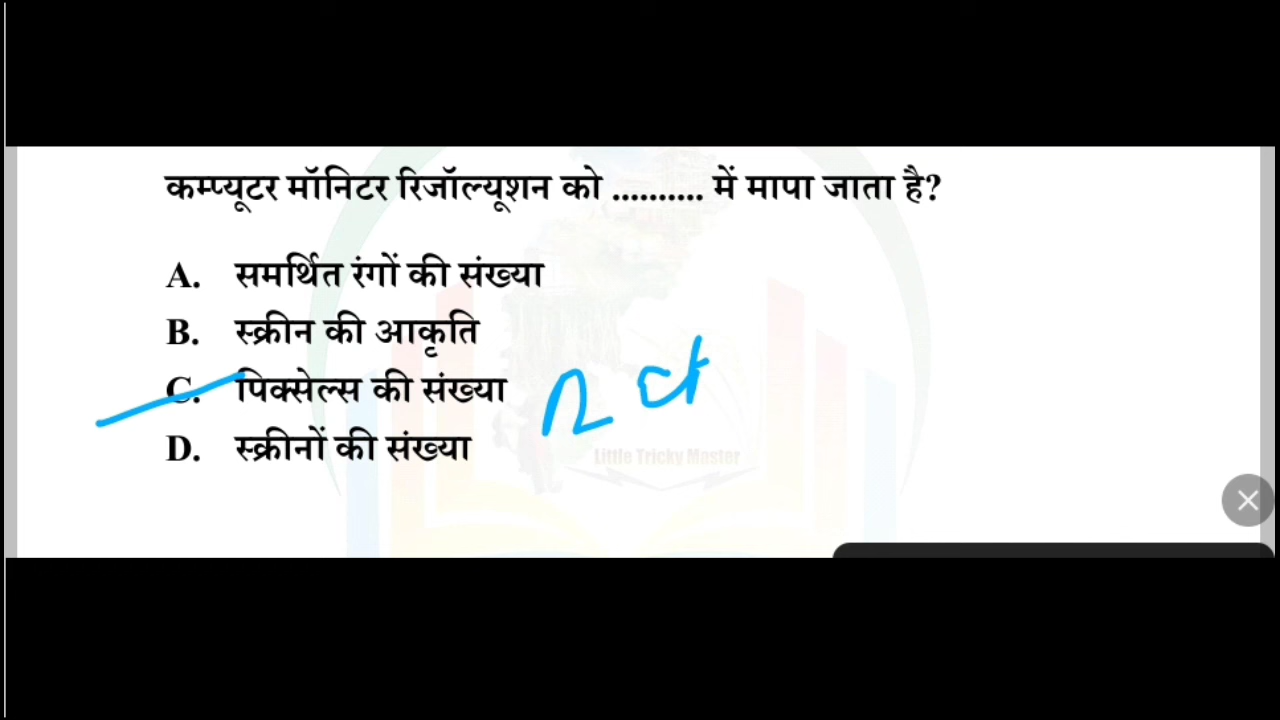 कम्प्यूटर मॉनिटर रिजॉल्यूशन को .......... में मापा जाता है?
A. समर्थित रंगों की संख्या
B. स्क्रीन की आकृति
C. पिक्सेल्स की संख्या
D. स्क्रीनों की संख्या
Little Tricky Master